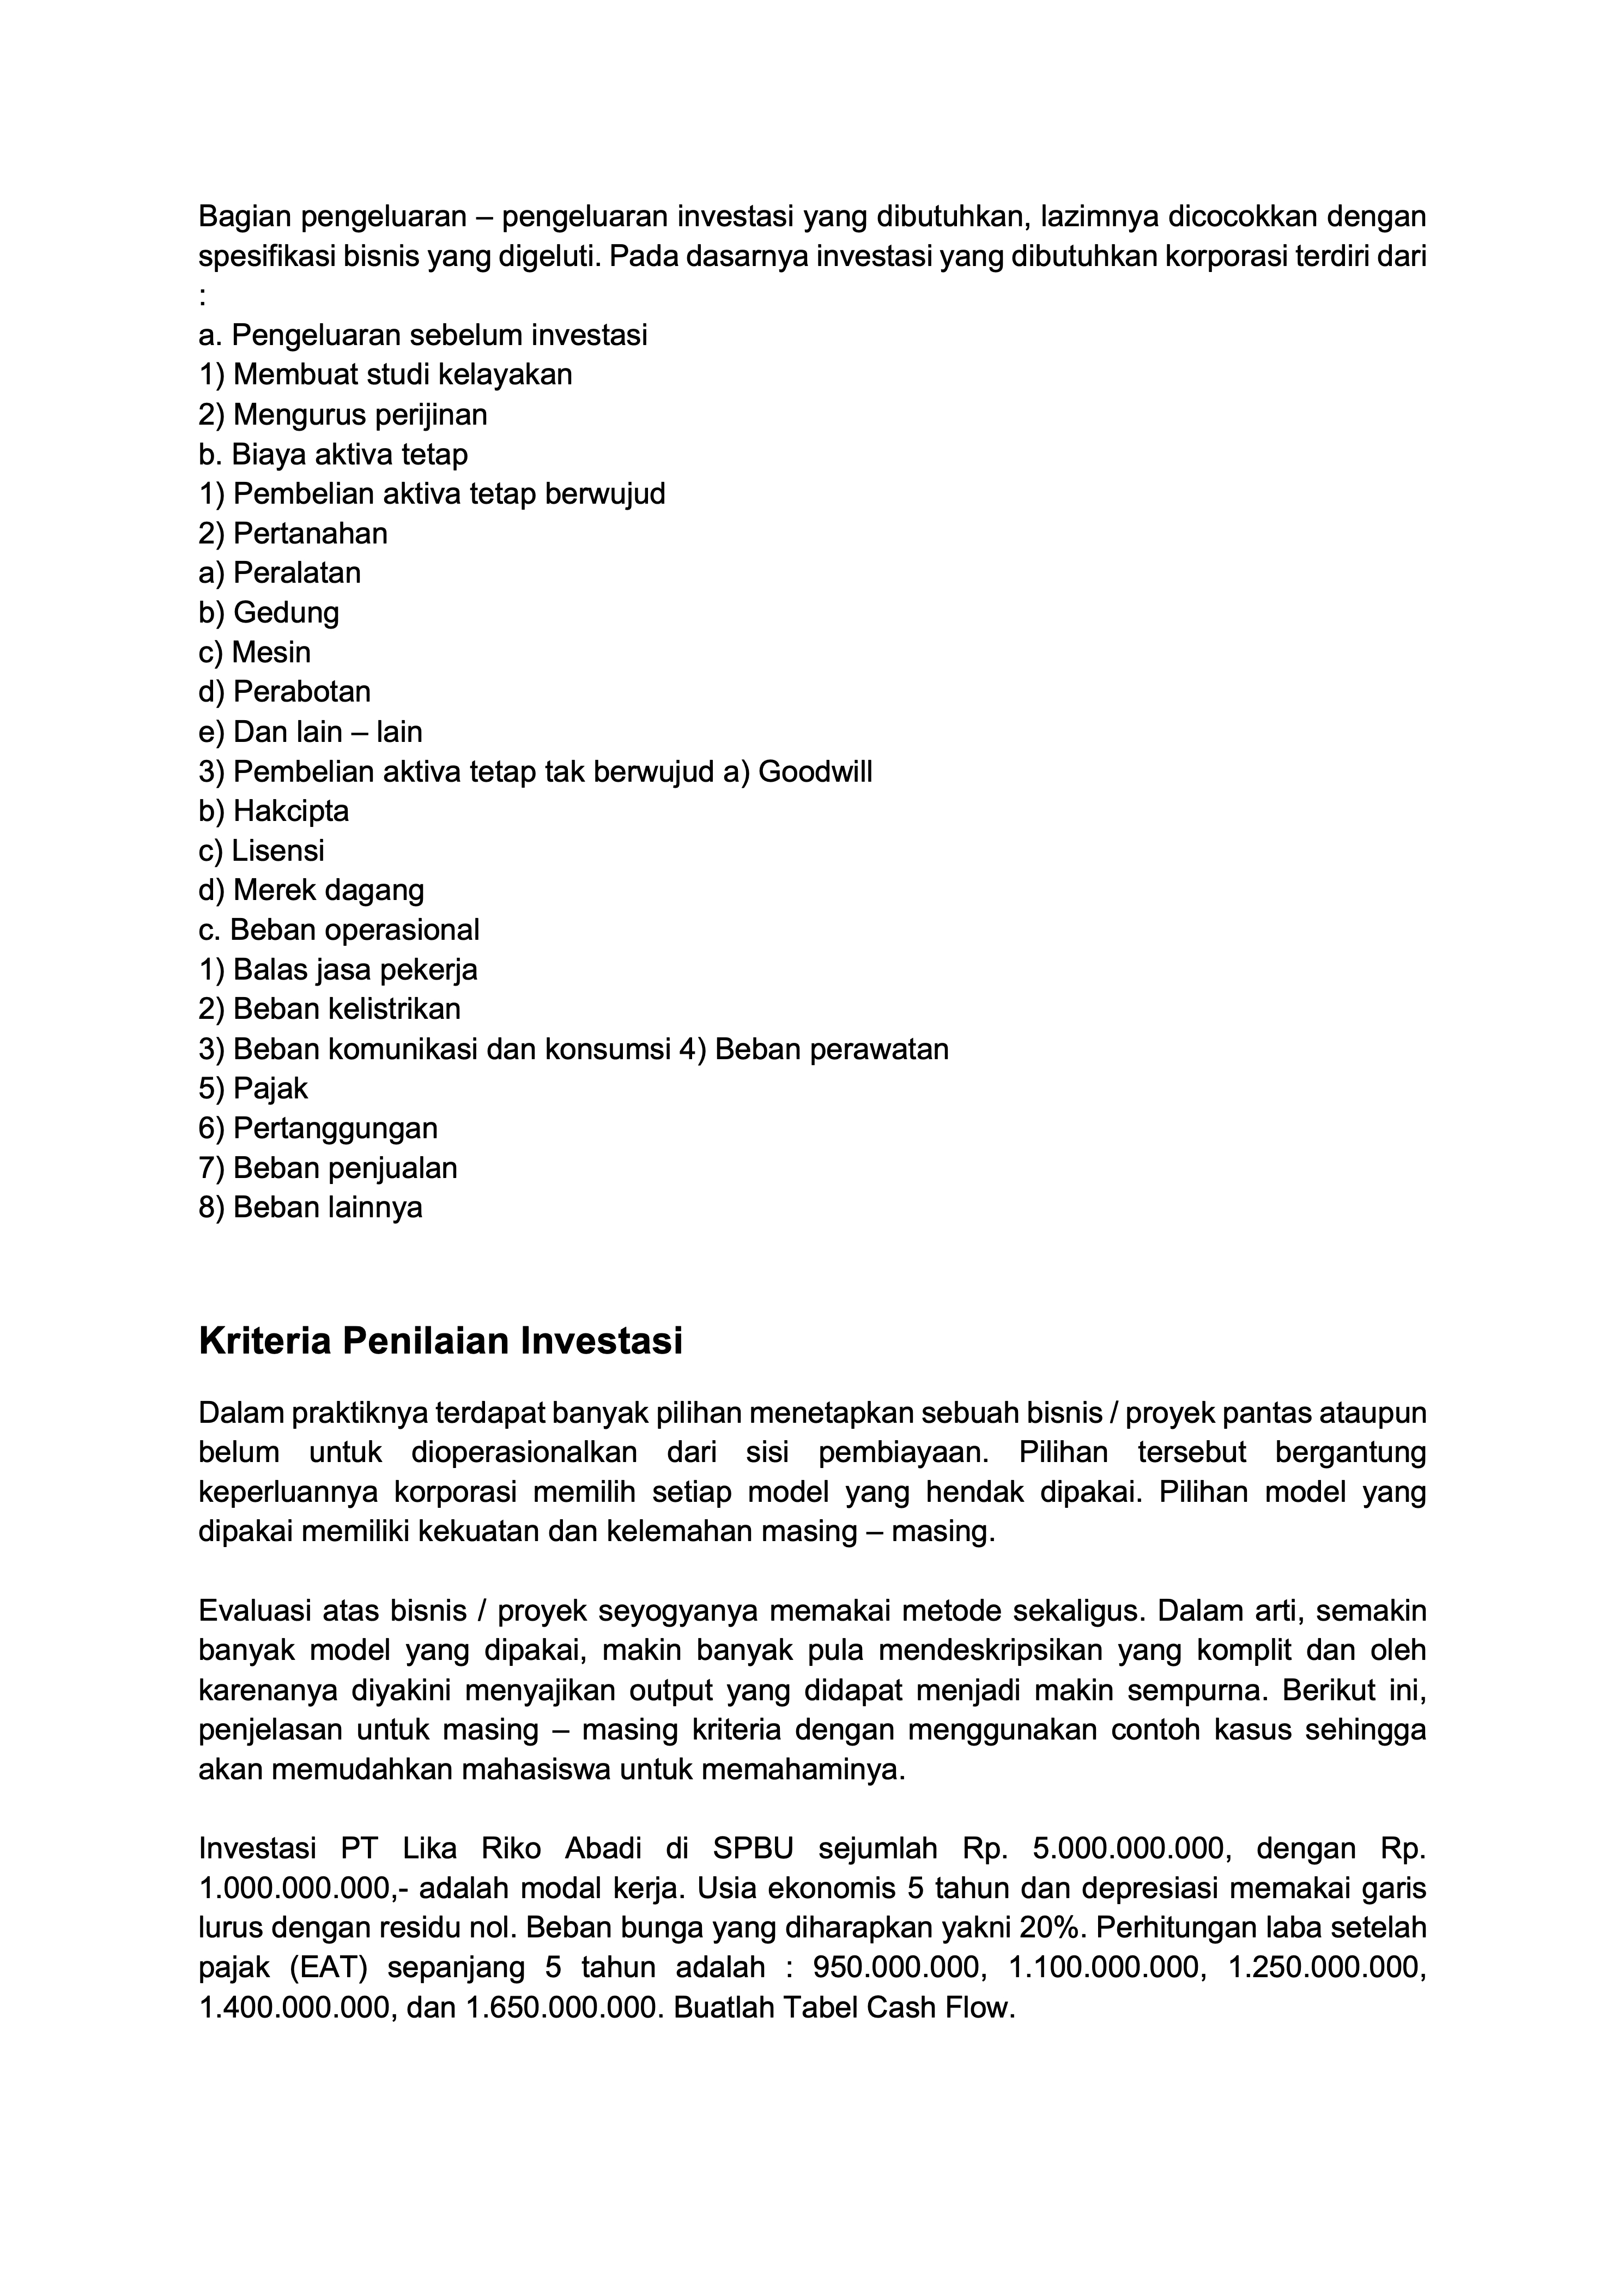 Bagian pengeluaran – pengeluaran investasi yang dibutuhkan, lazimnya dicocokkan dengan
spesifikasi bisnis yang digeluti. Pada dasarnya investasi yang dibutuhkan korporasi terdiri dari
:
a. Pengeluaran sebelum investasi
1) Membuat studi kelayakan
2) Mengurus perijinan
b. Biaya aktiva tetap
1) Pembelian aktiva tetap berwujud
2) Pertanahan
a) Peralatan
b) Gedung
c) Mesin
d) Perabotan
e) Dan lain – lain
3) Pembelian aktiva tetap tak berwujud a) Goodwill
b) Hakcipta
c) Lisensi
d) Merek dagang
c. Beban operasional
1) Balas jasa pekerja
2) Beban kelistrikan
3) Beban komunikasi dan konsumsi 4) Beban perawatan
5) Pajak
6) Pertanggungan
7) Beban penjualan
8) Beban lainnya
Kriteria Penilaian Investasi
Dalam praktiknya terdapat banyak pilihan menetapkan sebuah bisnis / proyek pantas ataupun
belum untuk dioperasionalkan dari sisi pembiayaan. Pilihan tersebut bergantung
keperluannya korporasi memilih setiap model yang hendak dipakai. Pilihan model yang
dipakai memiliki kekuatan dan kelemahan masing – masing.
Evaluasi atas bisnis / proyek seyogyanya memakai metode sekaligus. Dalam arti, semakin
banyak model yang dipakai, makin banyak pula mendeskripsikan yang komplit dan oleh
karenanya diyakini menyajikan output yang didapat menjadi makin sempurna. Berikut ini,
penjelasan untuk masing – masing kriteria dengan menggunakan contoh kasus sehingga
akan memudahkan mahasiswa untuk memahaminya.
Investasi PT Lika Riko Abadi di SPBU sejumlah Rp. 5.000.000.000, dengan Rp.
1.000.000.000,- adalah modal kerja. Usia ekonomis 5 tahun dan depresiasi memakai garis
lurus dengan residu nol. Beban bunga yang diharapkan yakni 20%. Perhitungan laba setelah
pajak (EAT) sepanjang 5 tahun adalah : 950.000.000, 1.100.000.000, 1.250.000.000,
1.400.000.000, dan 1.650.000.000. Buatlah Tabel Cash Flow.